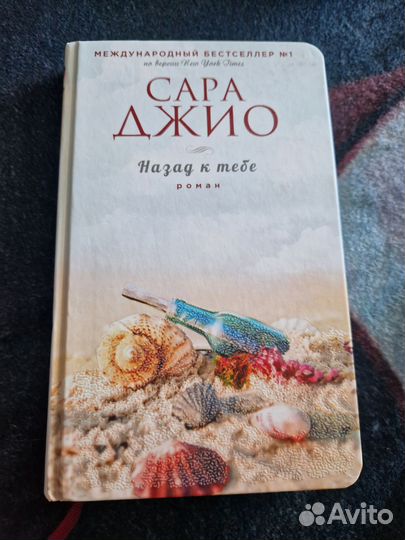 МЕЖДУНАРОДНЫЙ БЕСТСЕЛЛЕР №1
по версии New York Times
САРА
ДЖИО
Назад к тебе
роман
Avito